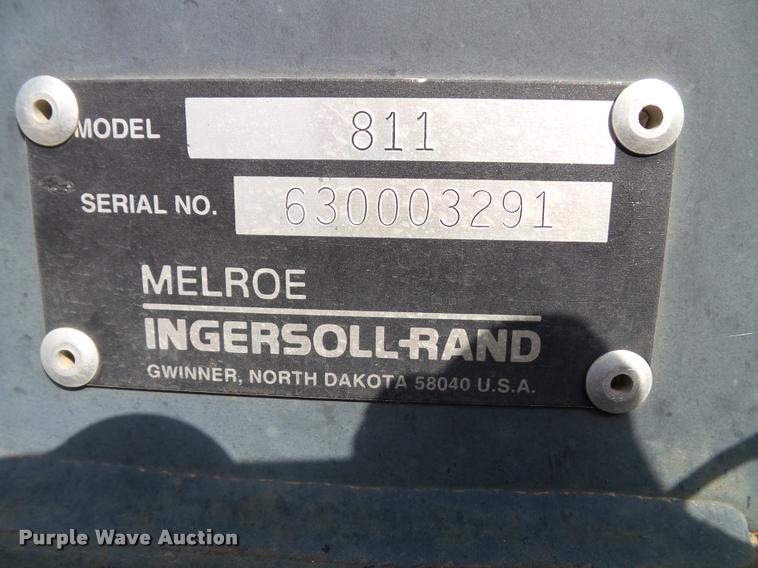 MODEL 811
SERIAL NO. 630003291
MELROE
INGERSOLL-RAND
GWINNER, NORTH DAKOTA 58040 U.S.A.
Purple Wave Auction